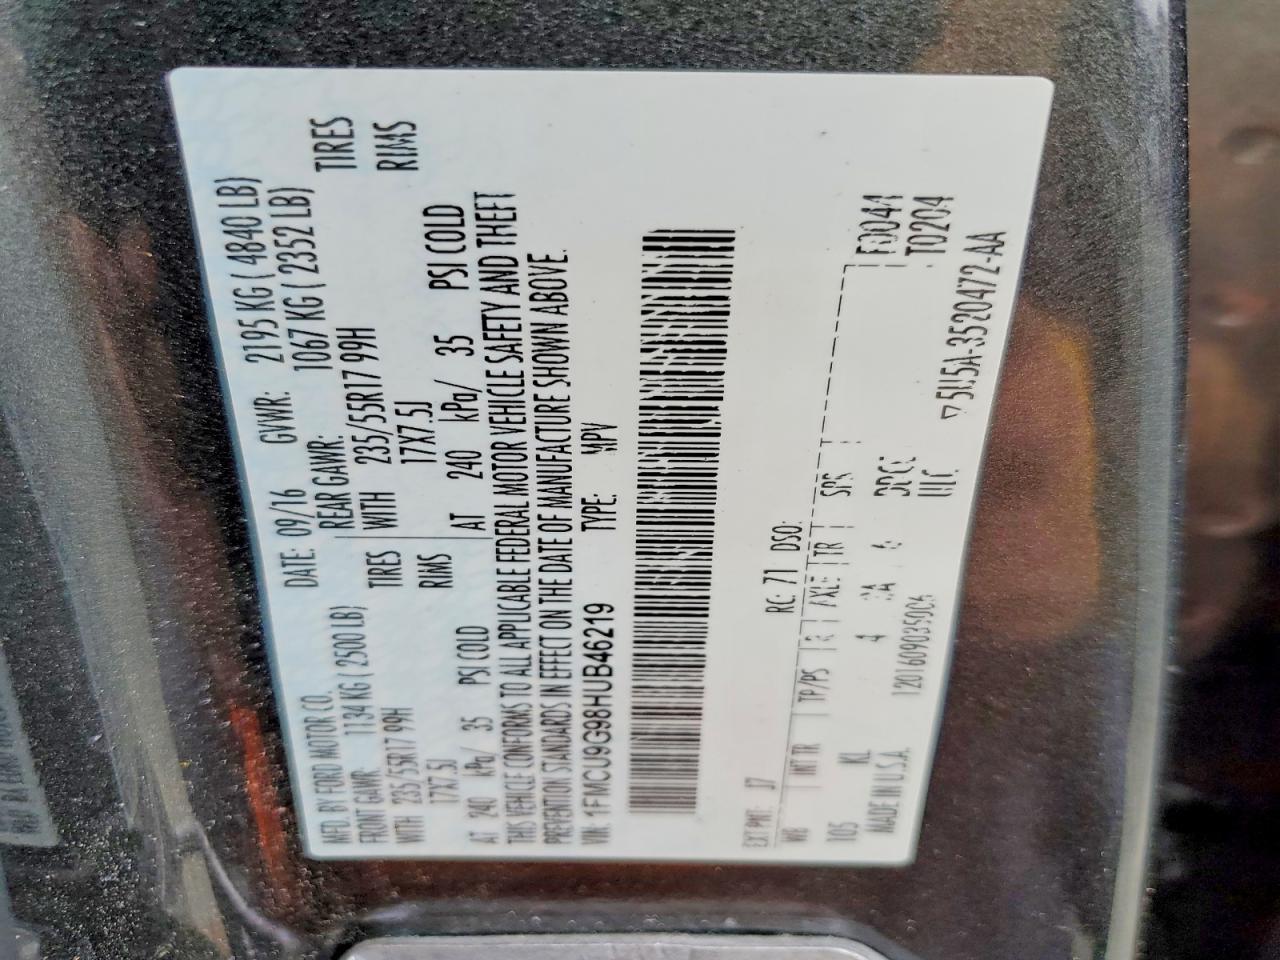 MFD. BY FORD MOTOR CO.
DATE: 09/16 GVWR: 2195 KG ( 4840 LB)
FRONT GAWR: 1134 KG ( 2500 LB)
REAR GAWR: 1067 KG ( 2352 LB)
WITH 235/55R17 99H TIRES
WITH 235/55R17 99H TIRES
17X7.5J RIMS
17X7.5J RIMS
AT 240 kPa/ 35 PSI COLD
AT 240 kPa/ 35 PSI COLD
THIS VEHICLE CONFORMS TO ALL APPLICABLE FEDERAL MOTOR VEHICLE SAFETY AND THEFT
PREVENTION STANDARDS IN EFFECT ON THE DATE OF MANUFACTURE SHOWN ABOVE.
VIN: 1FMCU9G98HUB46219 TYPE: MPV
EXT PNT: J7 RC: 71 DSO:
WB INT TR TP/PS R AXLE TR SPR
F0044
105 KL 4 6
T0204
MADE IN U.S.A.
▽5U5A-3520472-AA